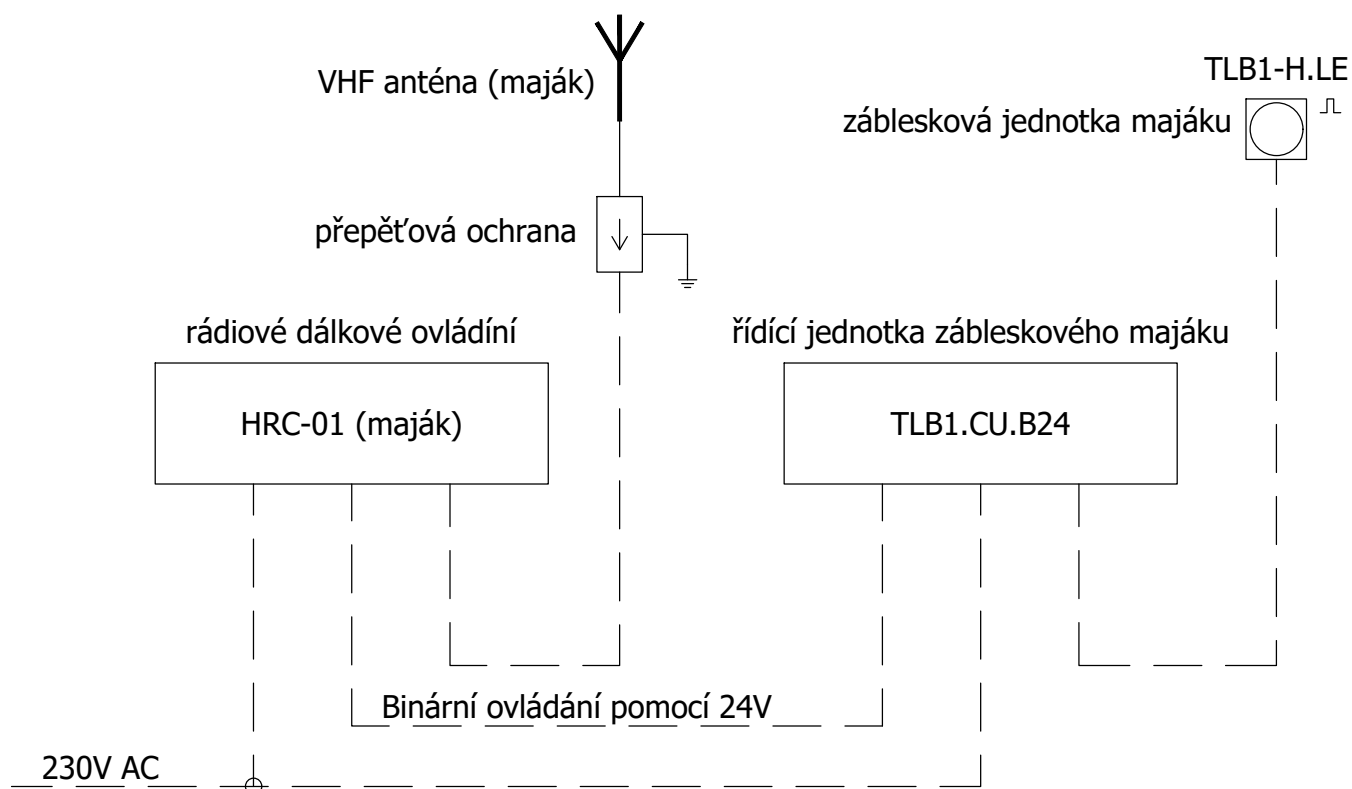 VHF anténa (maják)
TLB1-H.LE
záblesková jednotka majáku
přepěťová ochrana
rádiové dálkové ovládíní
řídící jednotka zábleskového majáku
HRC-01 (maják)
TLB1.CU.B24
Binární ovládání pomocí 24V
230V AC